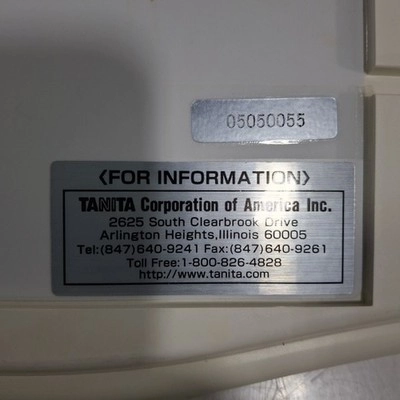 05050055
〈FOR INFORMATION〉
TANITA Corporation of America Inc.
2625 South Clearbrook Drive
Arlington Heights,Illinois 60005
Tel:(847)640-9241 Fax:(847)640-9261
Toll Free:1-800-826-4828
http://www.tanita.com